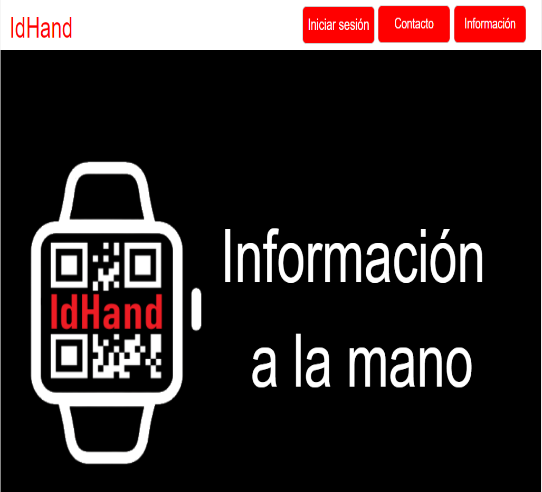 IdHand
Iniciar sesión
Contacto
Información
Información
a la mano
IdHand